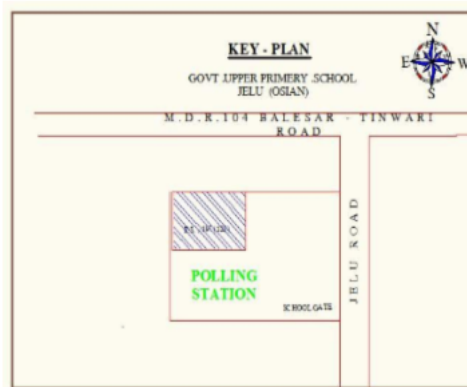 KEY - PLAN
N
E W
S
GOVT .UPPER PRIMERY .SCHOOL
JELU (OSIAN)
M.D.R.104 BALESAR - TINWARI
ROAD
JELU ROAD
POLLING
STATION
SCHOOL GATE